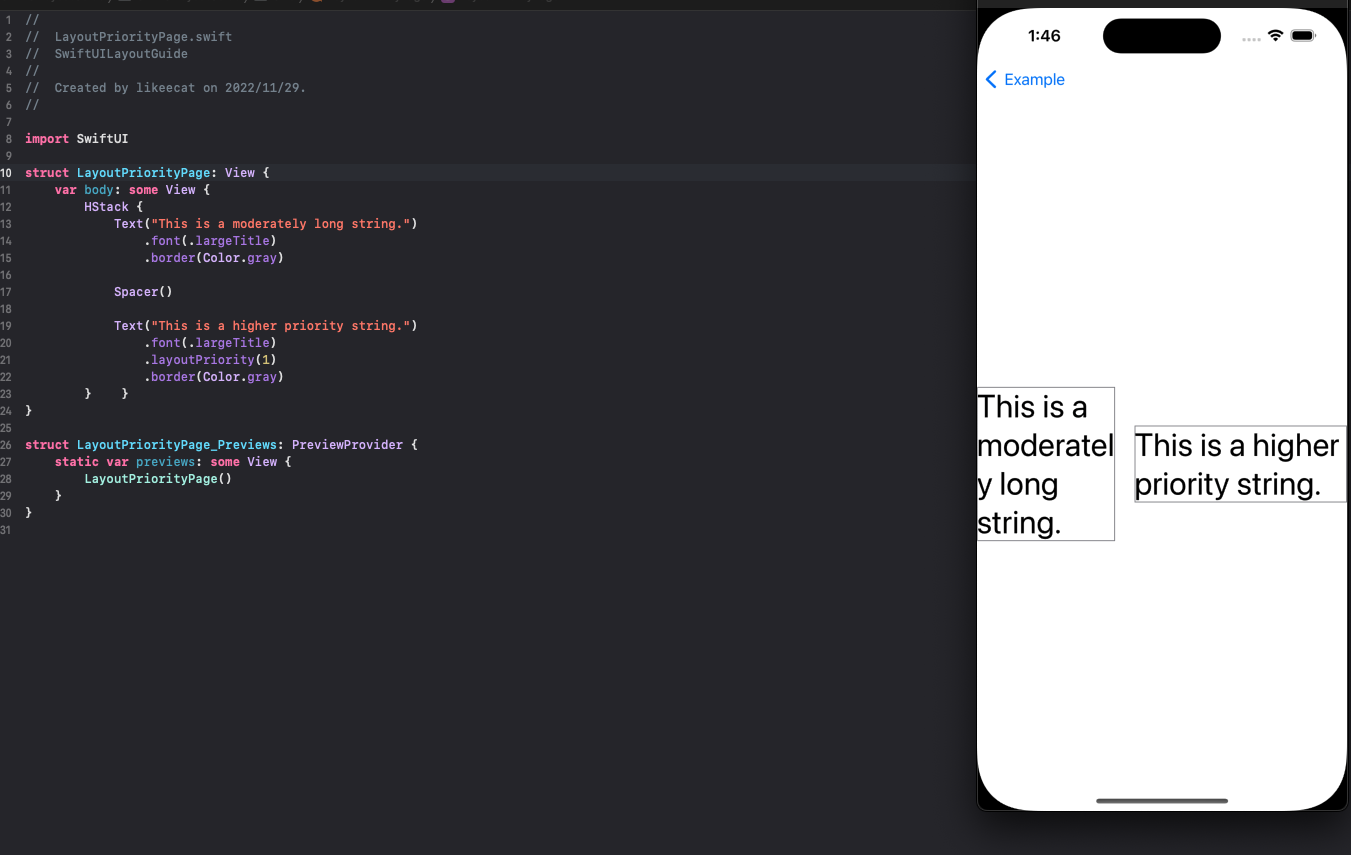 1 //
2 //  LayoutPriorityPage.swift
3 //  SwiftUILayoutGuide
4 //
5 //  Created by likeecat on 2022/11/29.
6 //
7
8 import SwiftUI
9
10 struct LayoutPriorityPage: View {
11     var body: some View {
12         HStack {
13             Text("This is a moderately long string.")
14                 .font(.largeTitle)
15                 .border(Color.gray)
16
17             Spacer()
18
19             Text("This is a higher priority string.")
20                 .font(.largeTitle)
21                 .layoutPriority(1)
22                 .border(Color.gray)
23         }    }
24 }
25
26 struct LayoutPriorityPage_Previews: PreviewProvider {
27     static var previews: some View {
28         LayoutPriorityPage()
29     }
30 }
31
1:46
Example
This is a
moderatel
y long
string.
This is a higher
priority string.